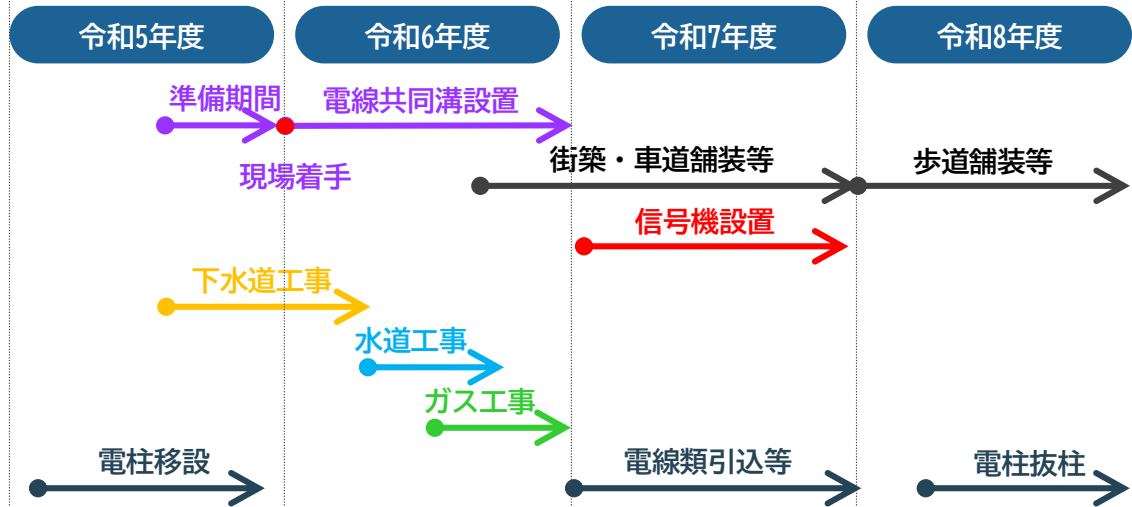 令和5年度
令和6年度
令和7年度
令和8年度
準備期間
電線共同溝設置
現場着手
街築・車道舗装等
歩道舗装等
信号機設置
下水道工事
水道工事
ガス工事
電柱移設
電線類引込等
電柱抜柱